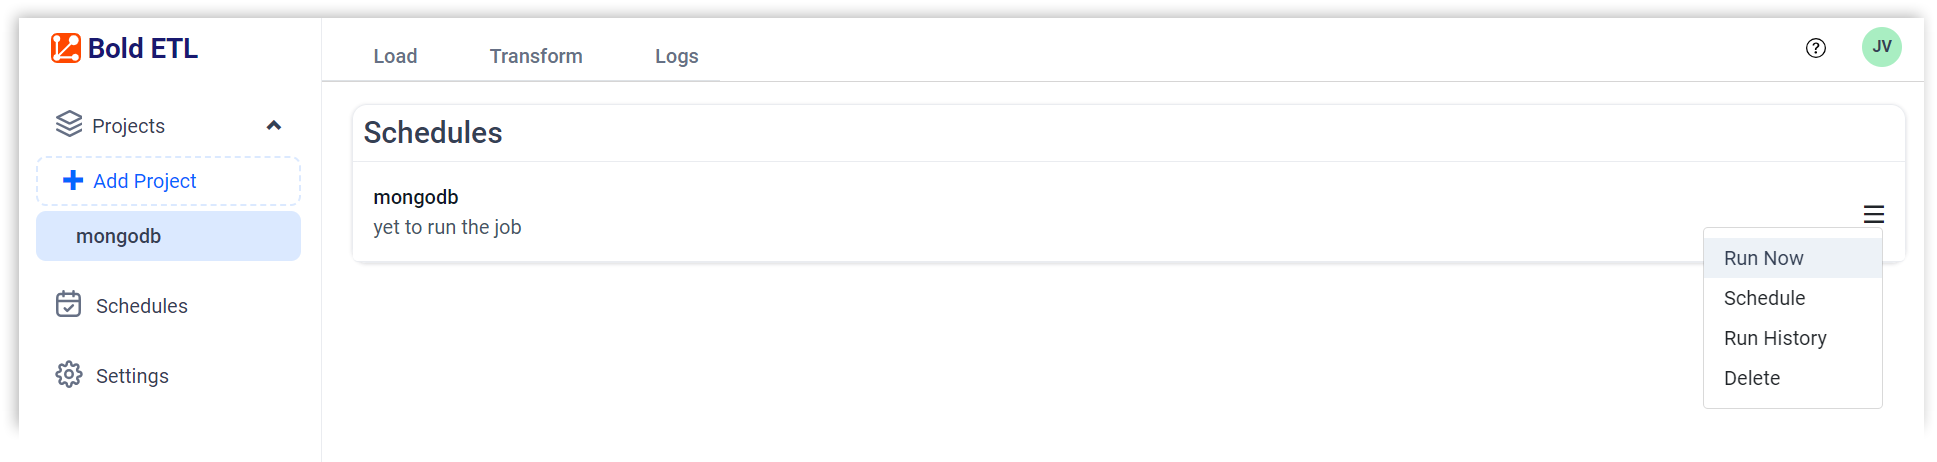 Bold ETL
Load
Transform
Logs
?
JV
Projects
Add Project
mongodb
Schedules
Settings
Schedules
mongodb
yet to run the job
Run Now
Schedule
Run History
Delete